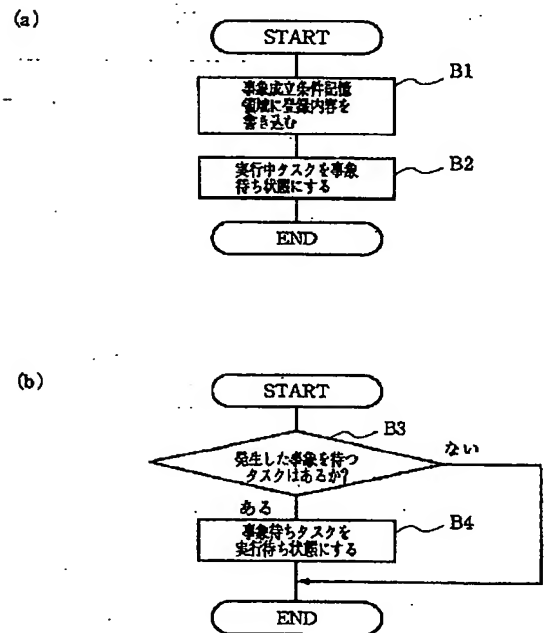 (a)
START
事象成立条件記憶
領域に登録内容を
書き込む
B1
実行中タスクを事象
待ち状態にする
B2
END
(b)
START
B3
発生した事象を待つ
タスクはあるか?
ない
ある
事象待ちタスクを
実行待ち状態にする
B4
END